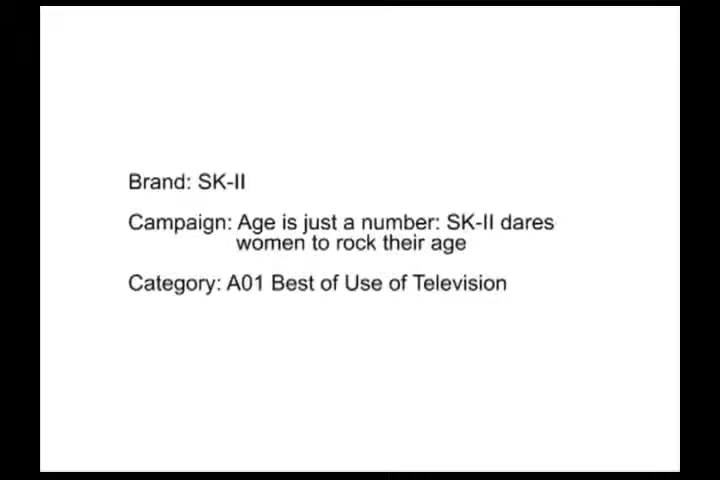 Brand: SK-II
Campaign: Age is just a number: SK-II dares
women to rock their age
Category: A01 Best of Use of Television